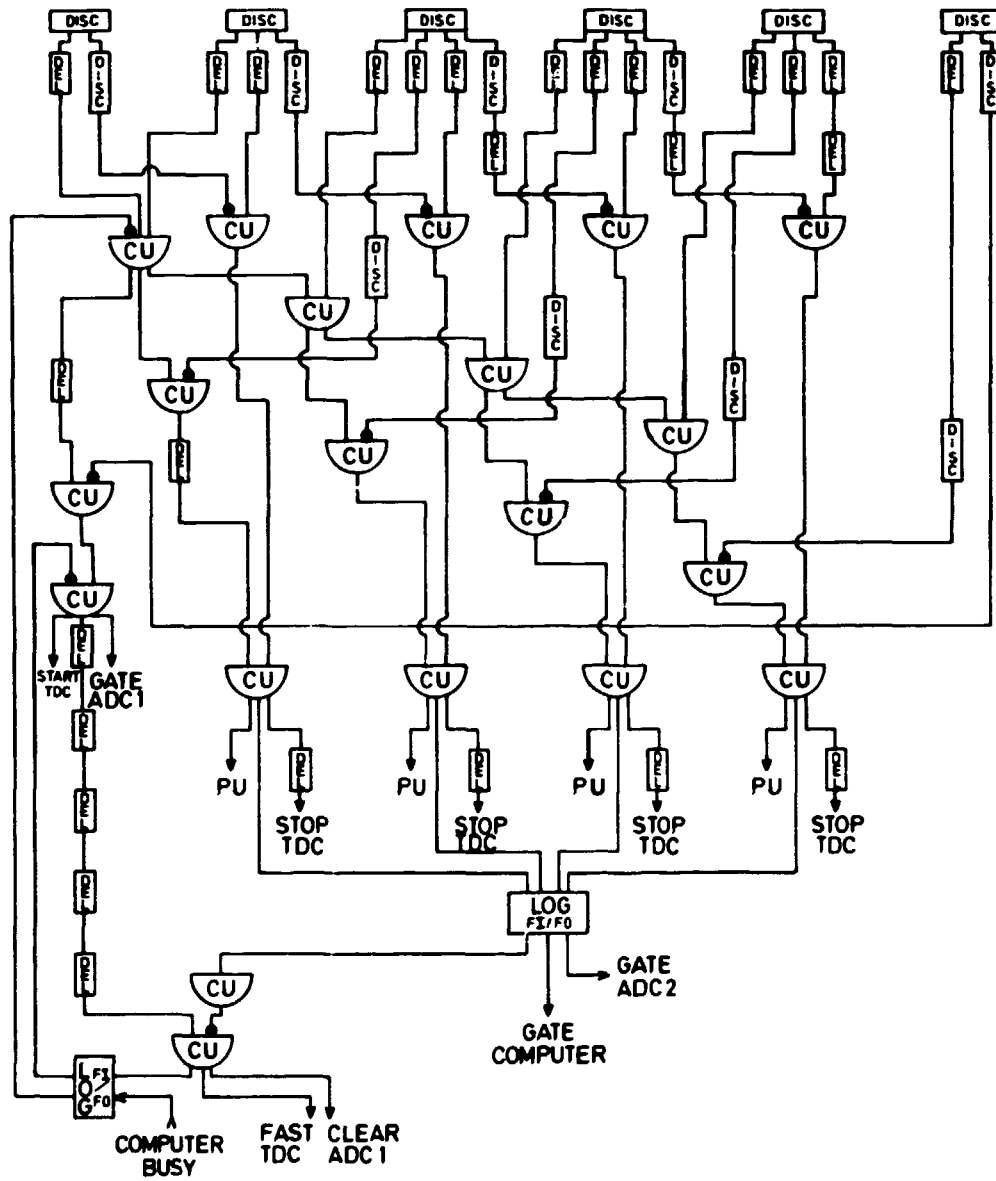 DISC DISC DISC DISC DISC DISC
DEL DISC DEL DEL DISC DEL DEL DEL DISC DEL DEL DEL DISC DEL DEL DEL DEL DISC
DEL DEL DEL
CU CU CU CU CU
DISC
CU
DISC
DEL
CU
CU
DISC
CU
CU
DEL
DISC
CU
CU
CU
CU
DEL
START
TDC
GATE
ADC1
CU CU CU CU
DEL
PU DEL PU DEL PU DEL PU DEL
STOP
TDC
STOP
TDC
STOP
TDC
STOP
TDC
DEL
DEL
LOG
FI/FO
DEL
CU
GATE
ADC2
GATE
COMPUTER
CU
LOG FI/FO
COMPUTER
BUSY
FAST CLEAR
TDC ADC1